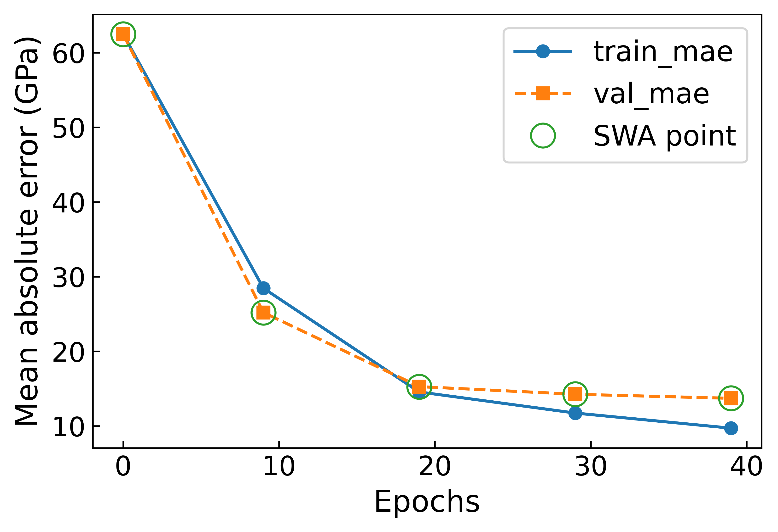 Mean absolute error (GPa)
60
50
40
30
20
10
train_mae
val_mae
SWA point
0 10 20 30 40
Epochs